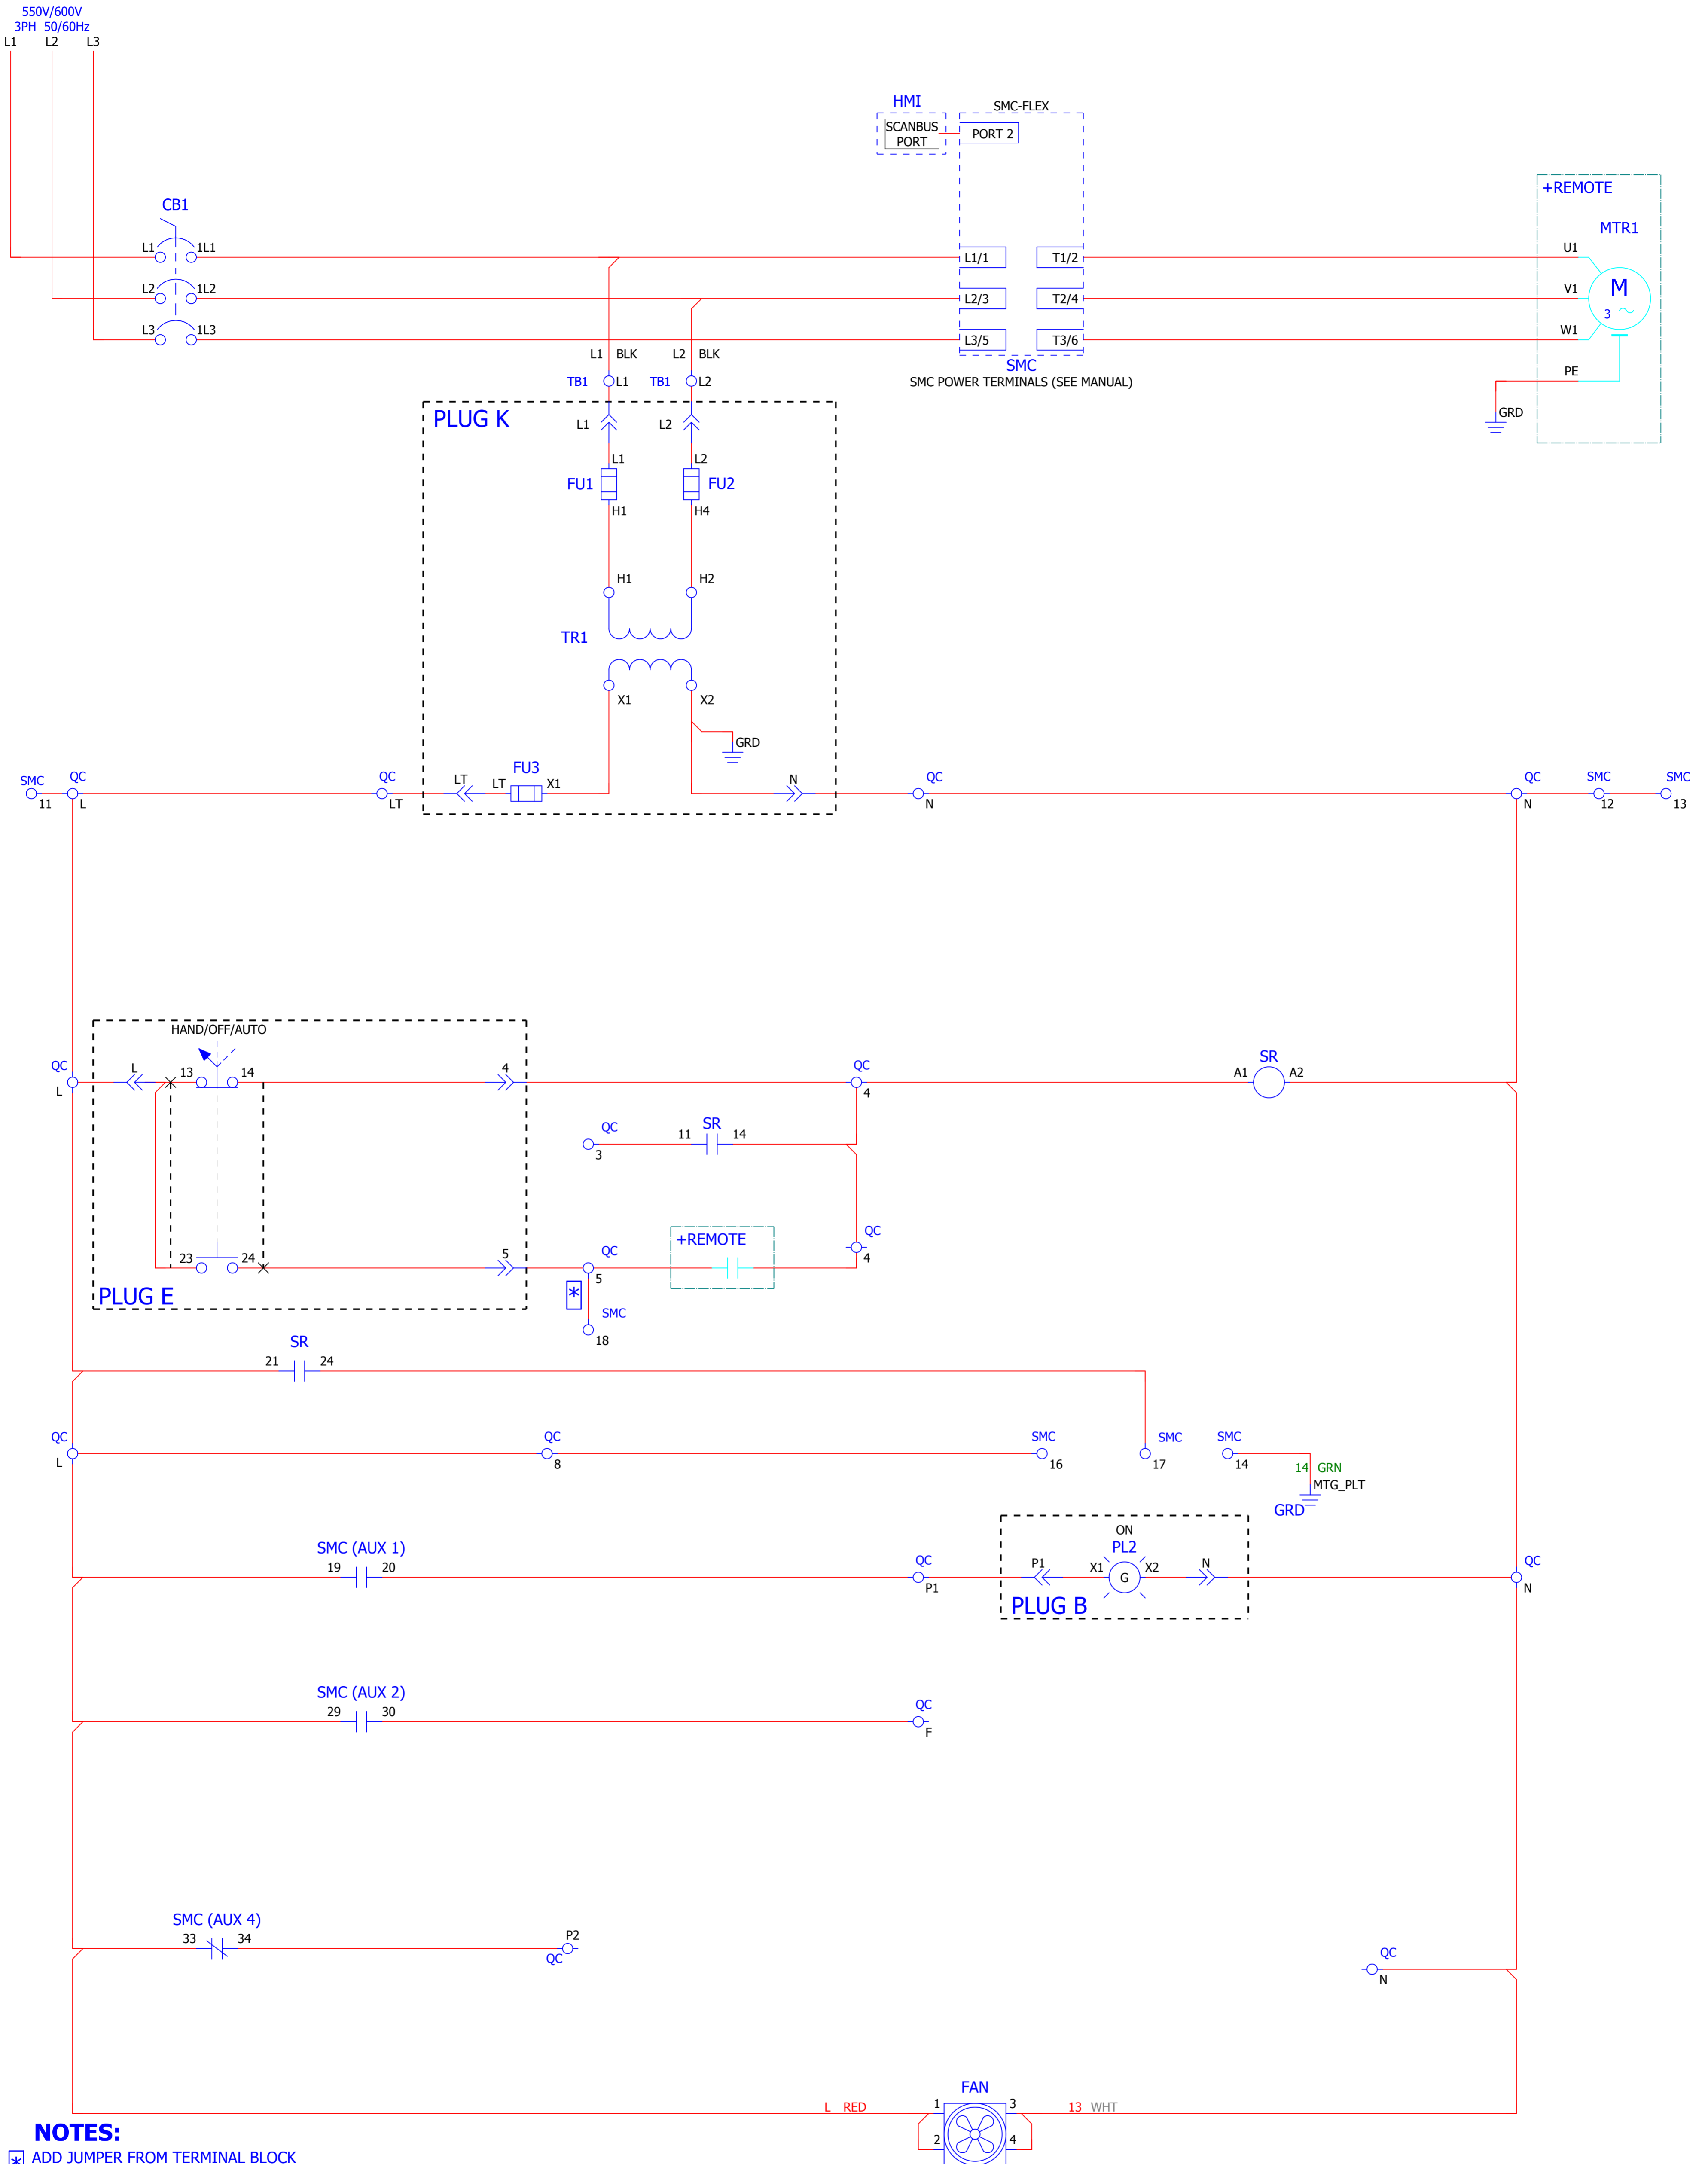 550V/600V
3PH 50/60Hz
L1 L2 L3
HMI
SMC-FLEX
SCANBUS
PORT
PORT 2
+REMOTE
CB1
MTR1
L1 1L1
L1/1 T1/2
U1
L2 1L2
L2/3 T2/4
V1
M
3
L3 1L3
L3/5 T3/6
W1
L1 BLK L2 BLK
SMC
PE
TB1 L1 TB1 L2
SMC POWER TERMINALS (SEE MANUAL)
PLUG K
GRD
L1 L2
L1 L2
FU1 FU2
H1 H4
H1 H2
TR1
X1 X2
GRD
SMC QC QC LT LT FU3 X1 N QC QC SMC SMC
11 L LT N N 12 13
HAND/OFF/AUTO
QC L 13 14 4 QC SR
A1 A2
L 4
SR
QC 11 14
3
QC
+REMOTE
4
23 24 5 QC
5
PLUG E
*
SMC
18
SR
21 24
QC QC SMC SMC SMC
L 8 16 17 14
14 GRN
MTG_PLT
GRD
ON
SMC (AUX 1) PL2
19 20 QC P1 X1 G X2 N QC
P1 N
PLUG B
SMC (AUX 2)
29 30 QC
F
SMC (AUX 4)
33 34 P2
QC
QC
N
FAN
L RED 1 3 13 WHT
NOTES:
2 4
* ADD JUMPER FROM TERMINAL BLOCK